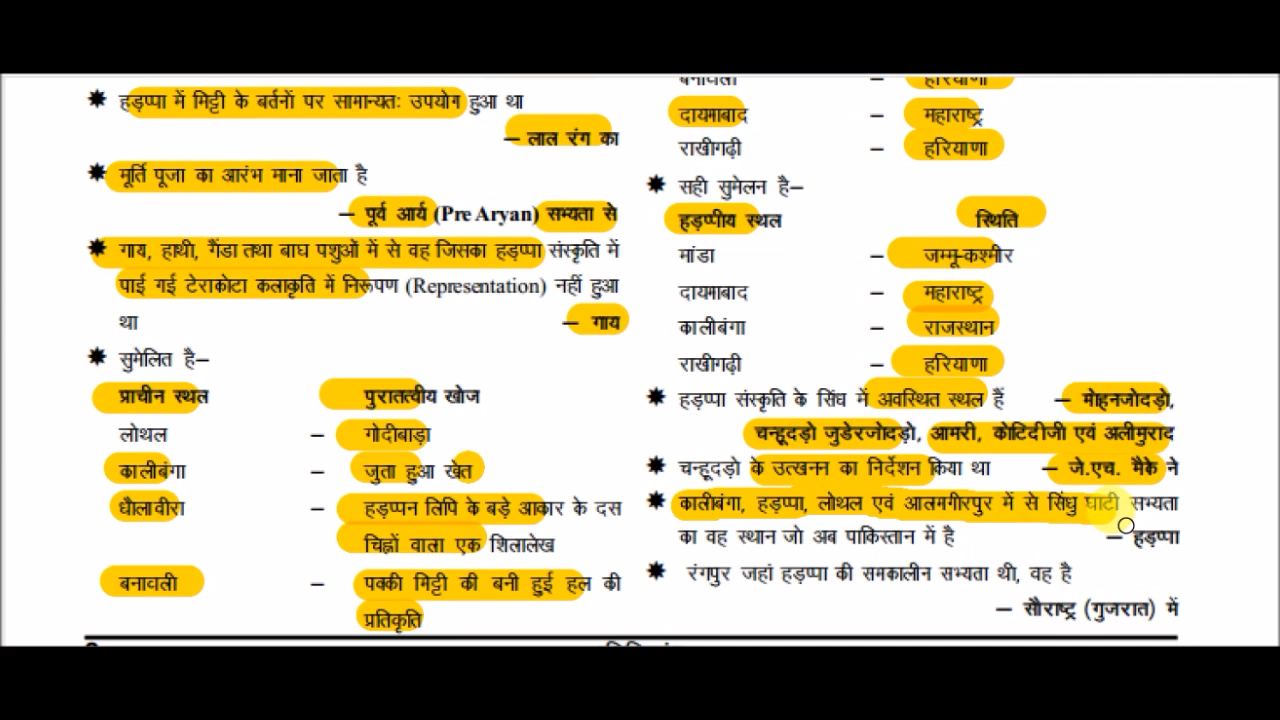 ✷ हड़प्पा में मिट्टी के बर्तनों पर सामान्यतः उपयोग हुआ था
– लाल रंग का
✷ मूर्ति पूजा का आरंभ माना जाता है
– पूर्व आर्य (Pre Aryan) सभ्यता से
✷ गाय, हाथी, गैंडा तथा बाघ पशुओं में से वह जिसका हड़प्पा संस्कृति में
पाई गई टेराकोटा कलाकृति में निरूपण (Representation) नहीं हुआ
था – गाय
✷ सुमेलित है–
प्राचीन स्थल पुरातत्वीय खोज
लोथल – गोदीबाड़ा
कालीबंगा – जुता हुआ खेत
धौलावीरा – हड़प्पन लिपि के बड़े आकार के दस
चिह्नों वाला एक शिलालेख
बनावली – पक्की मिट्टी की बनी हुई हल की
प्रतिकृति
बनावली – हरियाणा
दायमाबाद – महाराष्ट्र
राखीगढ़ी – हरियाणा
✷ सही सुमेलन है–
हड़प्पीय स्थल स्थिति
मांडा – जम्मू-कश्मीर
दायमाबाद – महाराष्ट्र
कालीबंगा – राजस्थान
राखीगढ़ी – हरियाणा
✷ हड़प्पा संस्कृति के सिंध में अवस्थित स्थल हैं – मोहनजोदड़ो,
चन्हूदड़ो जुडेरजोदड़ो, आमरी, कोटिदीजी एवं अलीमुराद
✷ चन्हूदड़ो के उत्खनन का निर्देशन किया था – जे.एच. मैके ने
✷ कालीबंगा, हड़प्पा, लोथल एवं आलमगीरपुर में से सिंधु घाटी सभ्यता
का वह स्थान जो अब पाकिस्तान में है – हड़प्पा
✷ रंगपुर जहां हड़प्पा की समकालीन सभ्यता थी, वह है
– सौराष्ट्र (गुजरात) में